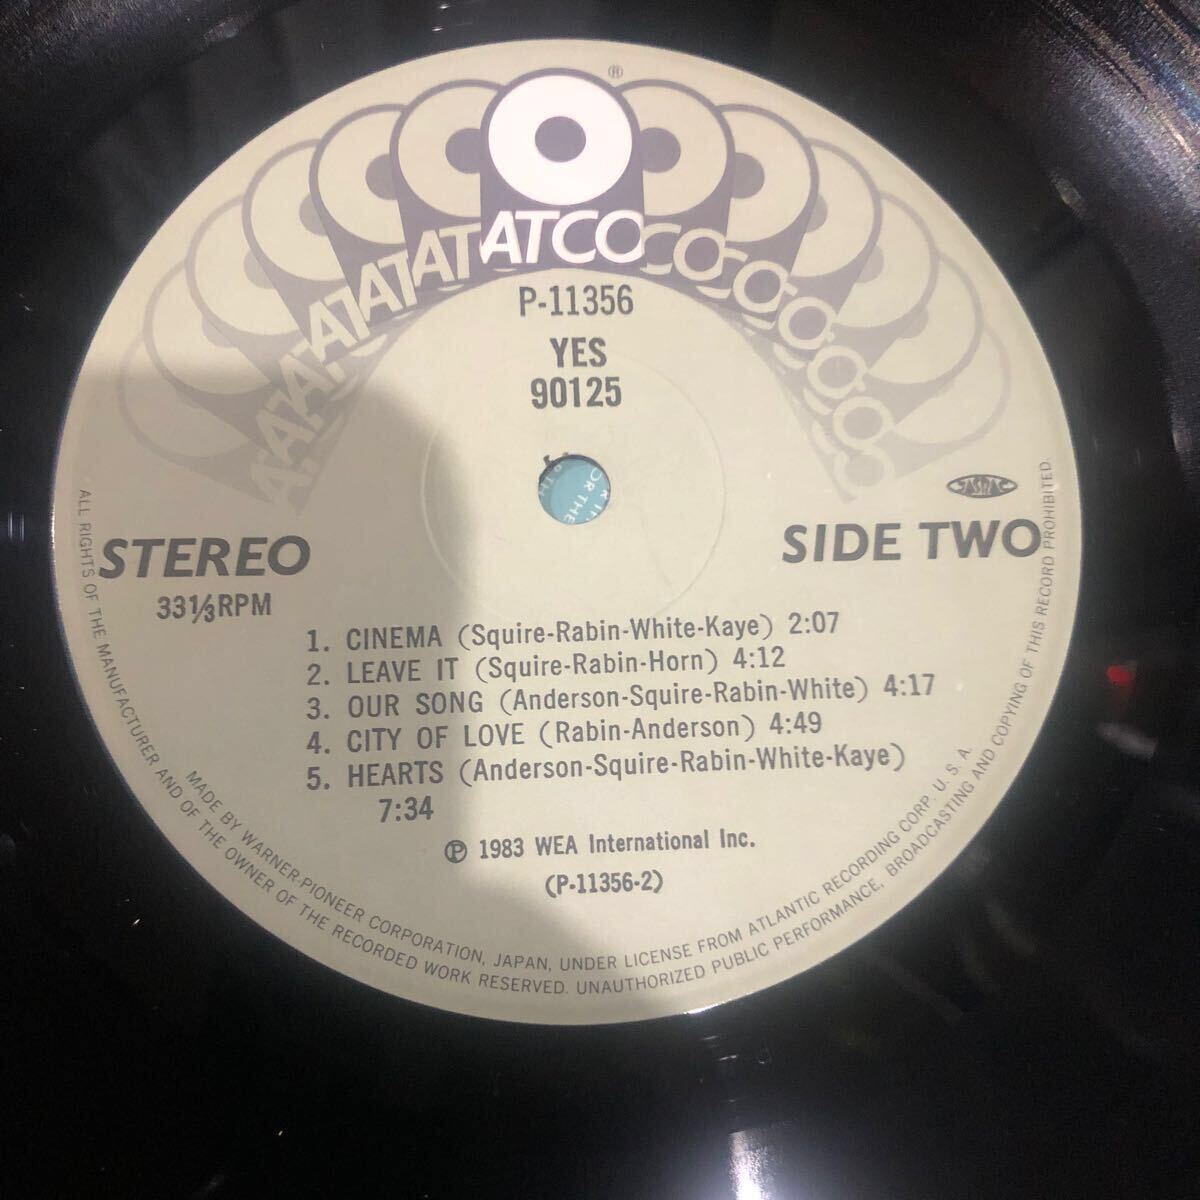 ®
ATCO
P-11356
YES
90125
STEREO
33⅓RPM
SIDE TWO
1. CINEMA (Squire-Rabin-White-Kaye) 2:07
2. LEAVE IT (Squire-Rabin-Horn) 4:12
3. OUR SONG (Anderson-Squire-Rabin-White) 4:17
4. CITY OF LOVE (Rabin-Anderson) 4:49
5. HEARTS (Anderson-Squire-Rabin-White-Kaye)
7:34
℗ 1983 WEA International Inc.
(P-11356-2)
MADE BY WARNER-PIONEER CORPORATION, JAPAN, UNDER LICENSE FROM ATLANTIC RECORDING CORP. U. S. A.
ALL RIGHTS OF THE MANUFACTURER AND OF THE OWNER OF THE RECORDED WORK RESERVED. UNAUTHORIZED PUBLIC PERFORMANCE, BROADCASTING AND COPYING OF THIS RECORD PROHIBITED.